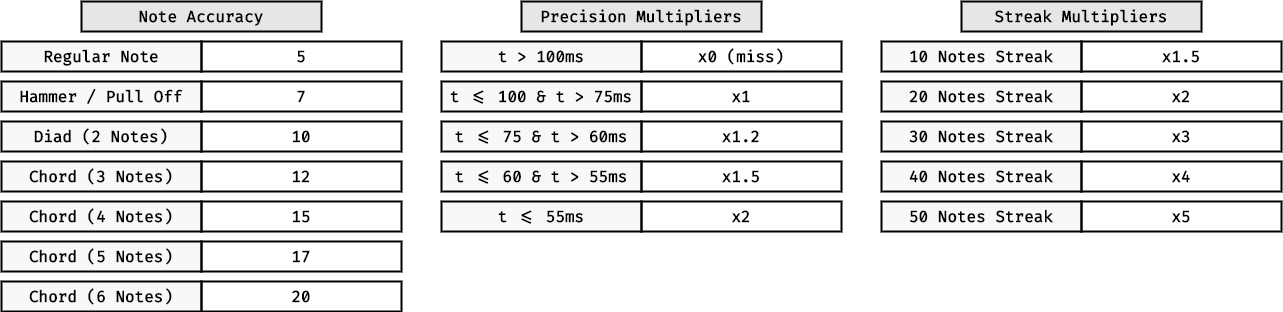 Note Accuracy
Regular Note 5
Hammer / Pull Off 7
Diad (2 Notes) 10
Chord (3 Notes) 12
Chord (4 Notes) 15
Chord (5 Notes) 17
Chord (6 Notes) 20
Precision Multipliers
t > 100ms x0 (miss)
t ⩽ 100 & t > 75ms x1
t ⩽ 75 & t > 60ms x1.2
t ⩽ 60 & t > 55ms x1.5
t ⩽ 55ms x2
Streak Multipliers
10 Notes Streak x1.5
20 Notes Streak x2
30 Notes Streak x3
40 Notes Streak x4
50 Notes Streak x5